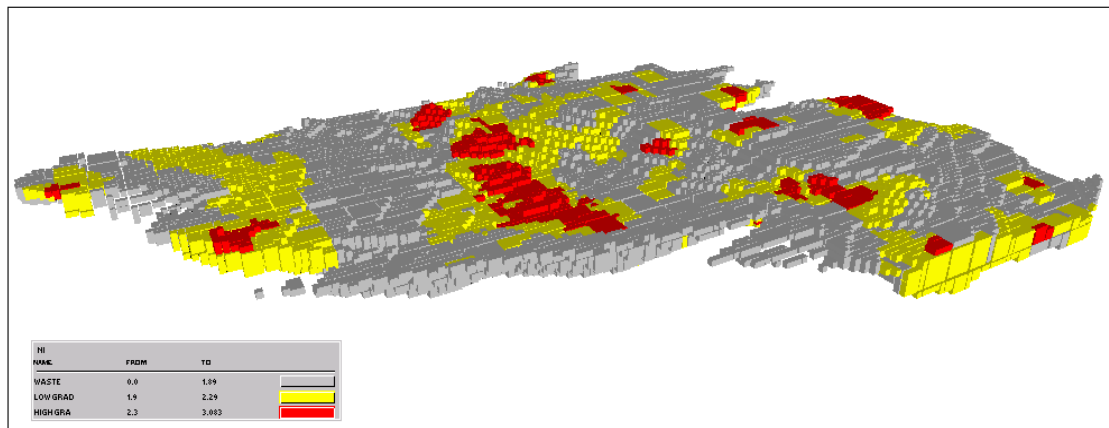 NI
NAME FROM TO
WASTE 0.0 1.89
LOW GRAD 1.9 2.29
HIGH GRA 2.3 3.083